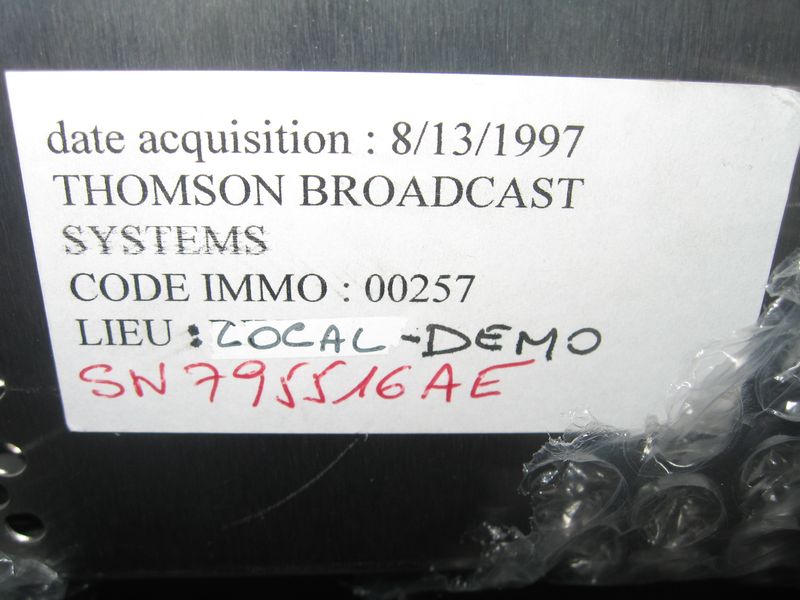 date acquisition : 8/13/1997
THOMSON BROADCAST
SYSTEMS
CODE IMMO : 00257
LIEU : LOCAL-DEMO
SN795516AE